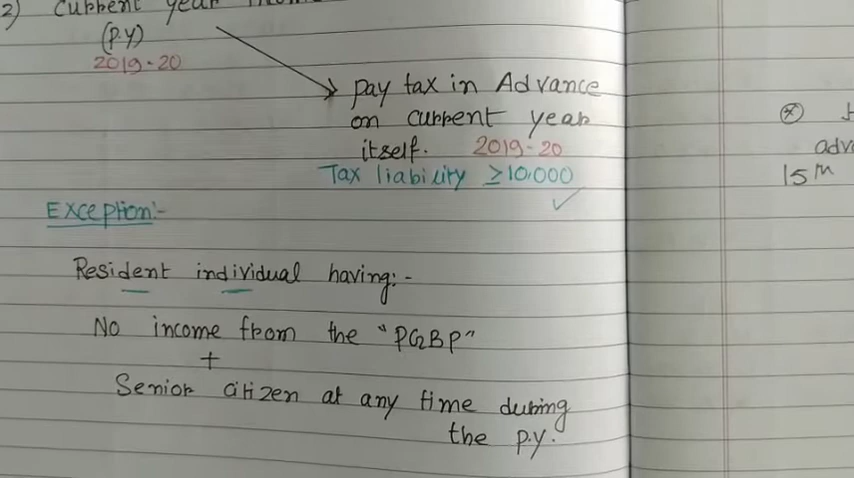 2) Current year
(P.Y)
2019-20
pay tax in Advance
on current year
itself. 2019-20
Tax liability ≥10,000
✓
Exception:-
Resident individual having:-
No income from the "PGBP"
+
Senior citizen at any time during
the p.y.
adv
15th